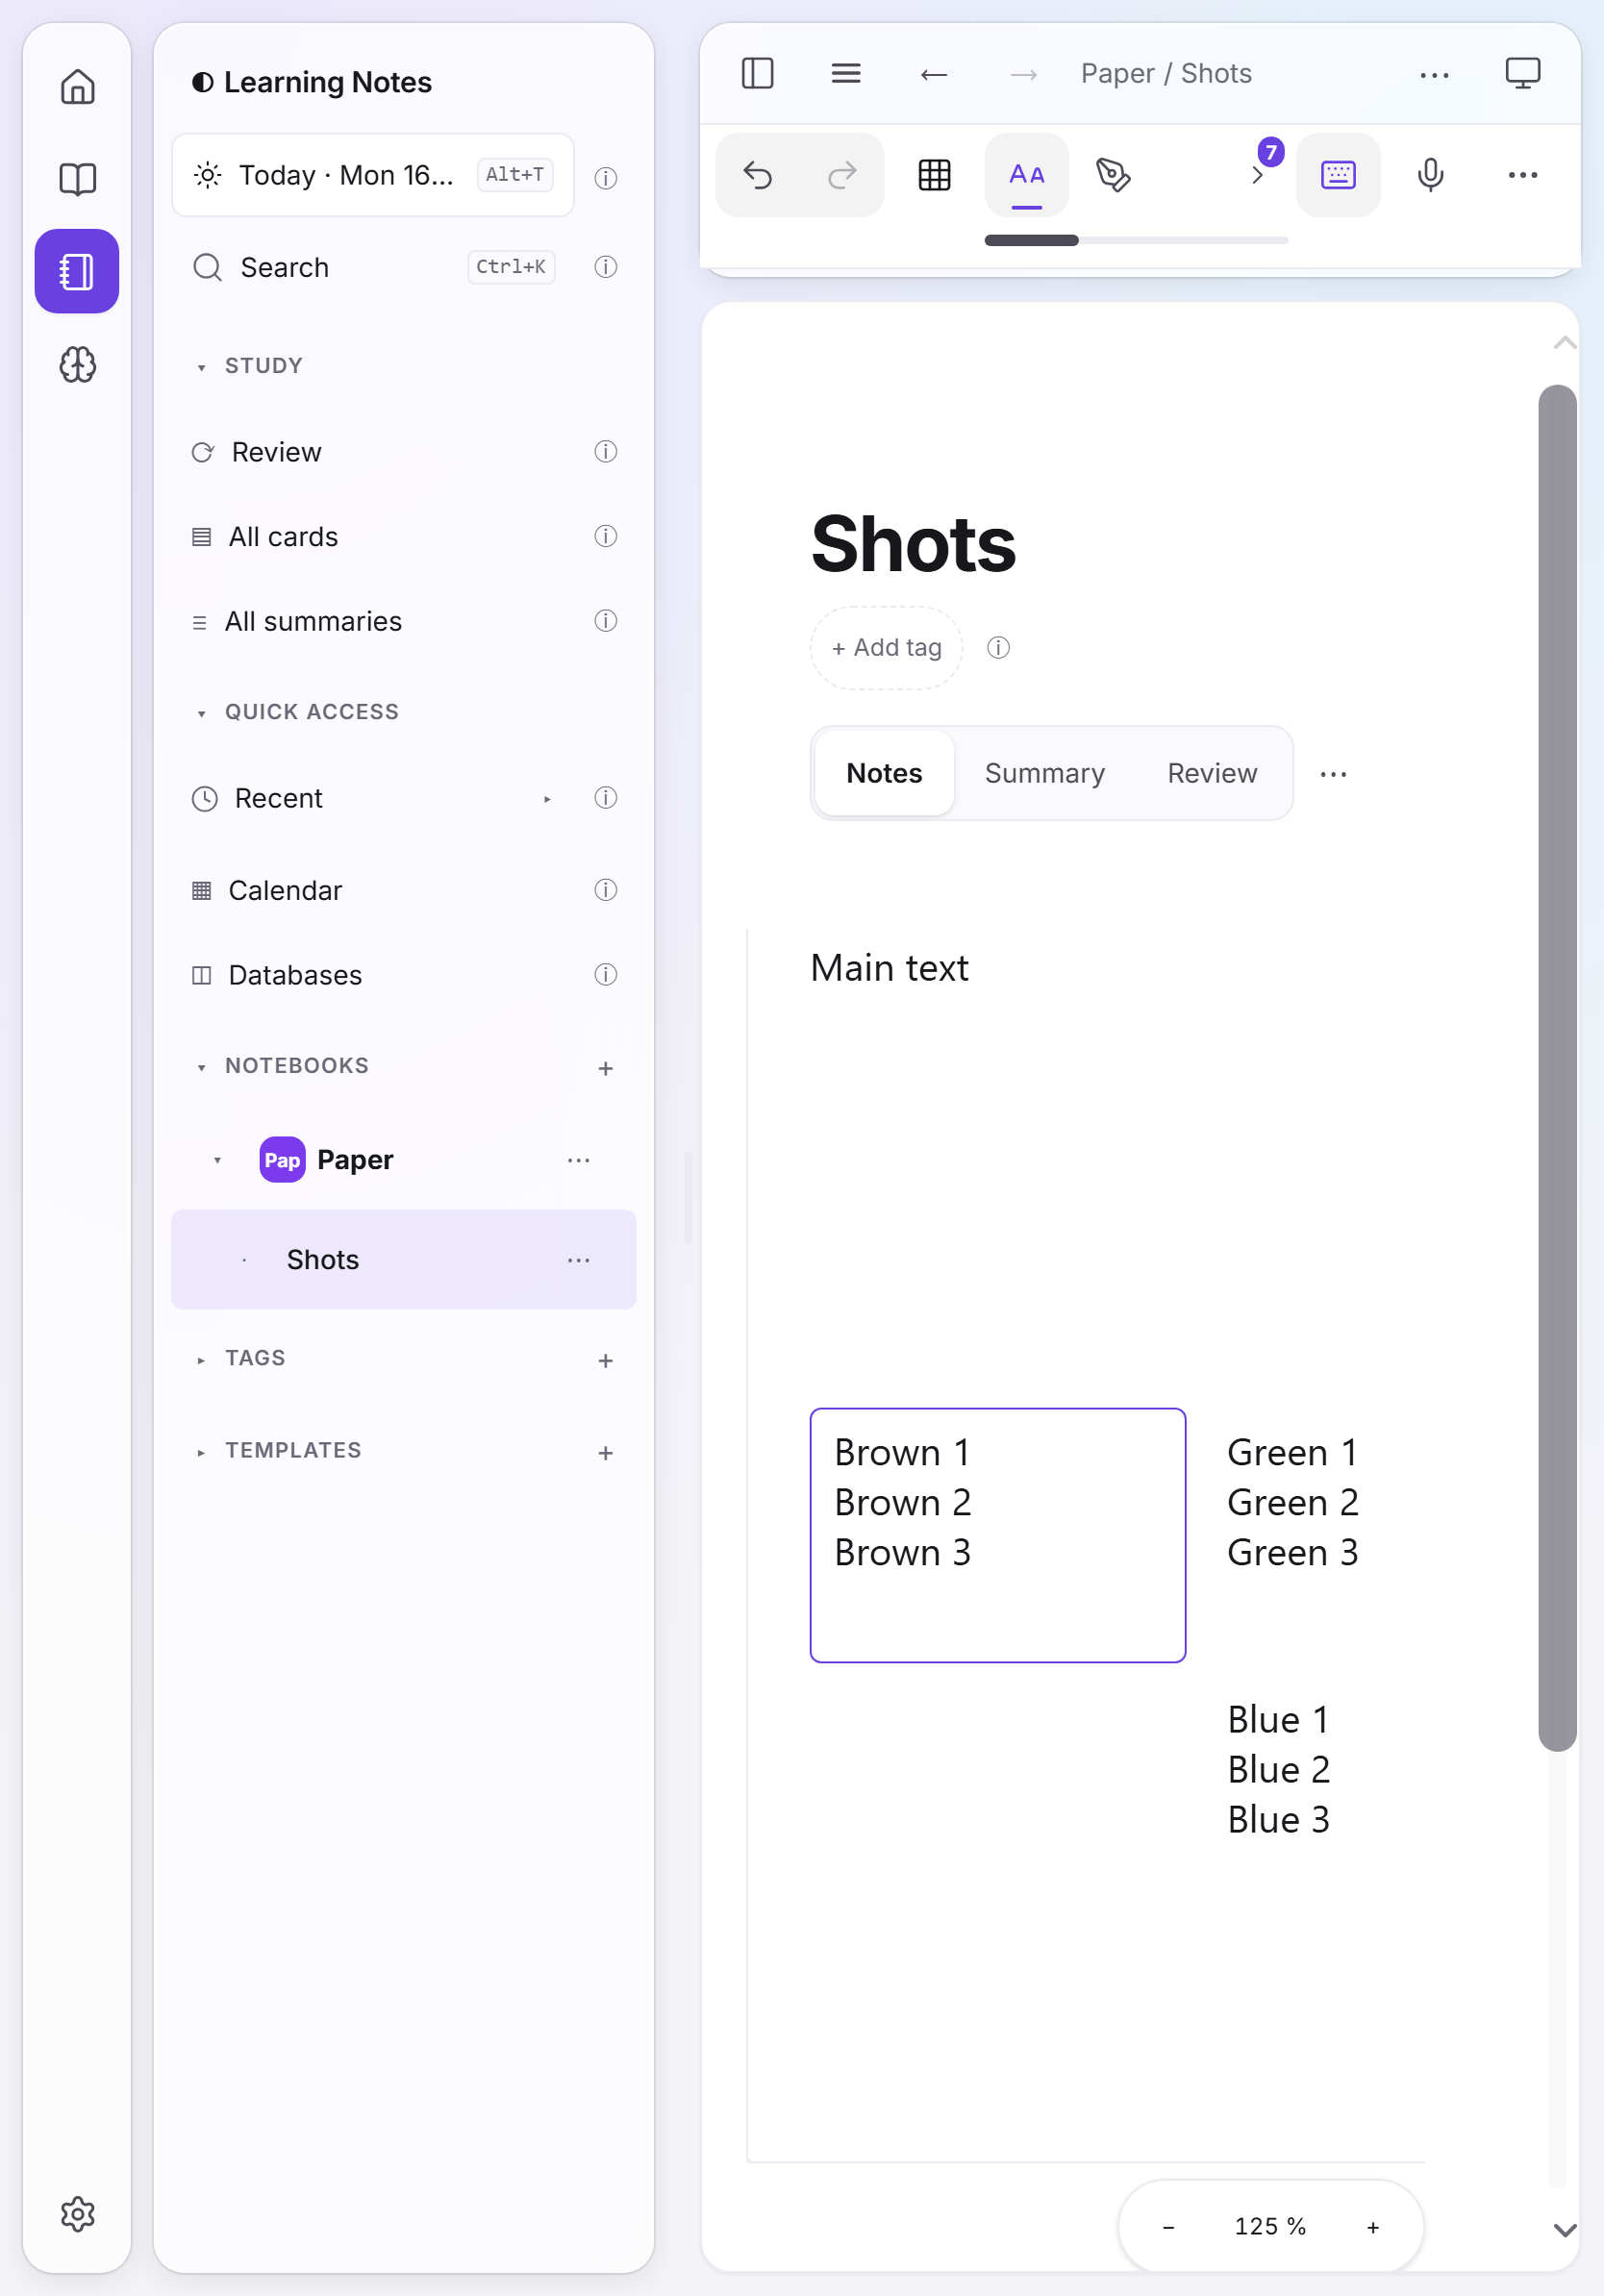 Learning Notes
Today · Mon 16... Alt+T
Search Ctrl+K
STUDY
Review
All cards
All summaries
QUICK ACCESS
Recent
Calendar
Databases
NOTEBOOKS +
Pap Paper ...
Shots ...
TAGS +
TEMPLATES +
Paper / Shots
AA
7
Shots
+ Add tag
Notes Summary Review ...
Main text
Brown 1
Brown 2
Brown 3
Green 1
Green 2
Green 3
Blue 1
Blue 2
Blue 3
− 125 % +